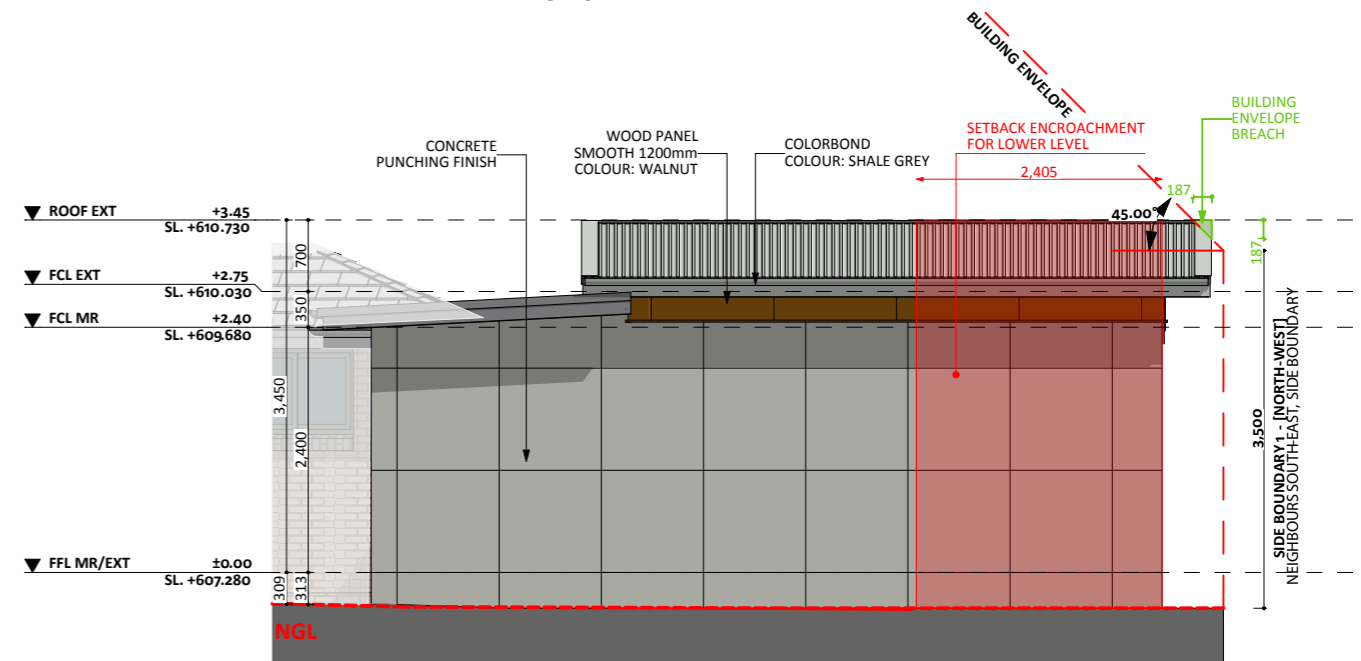 BUILDING ENVELOPE
BUILDING
ENVELOPE
BREACH
SETBACK ENCROACHMENT
FOR LOWER LEVEL
2,405
WOOD PANEL
SMOOTH 1200mm
COLOUR: WALNUT
COLORBOND
COLOUR: SHALE GREY
CONCRETE
PUNCHING FINISH
187
45.00°
187
ROOF EXT +3.45
SL. +610.730
700
FCL EXT +2.75
SL. +610.030
350
FCL MR +2.40
SL. +609.680
3,450
2,400
3,500
SIDE BOUNDARY 1 - [NORTH-WEST]
NEIGHBOURS SOUTH-EAST, SIDE BOUNDARY
FFL MR/EXT ±0.00
SL. +607.280
309
313
NGL